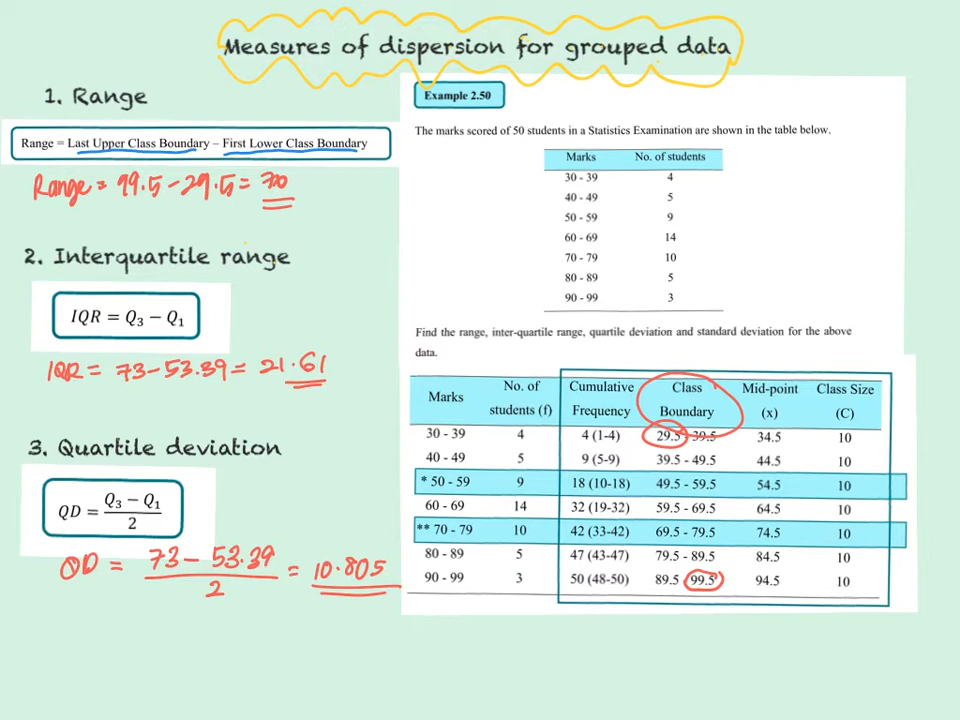 Measures of dispersion for grouped data
1. Range
Range = Last Upper Class Boundary – First Lower Class Boundary
Range = 99.5 - 29.5 = 70
2. Interquartile range
IQR = Q₃ − Q₁
IQR = 73 - 53.39 = 21.61
3. Quartile deviation
QD = Q₃ − Q₁
2
QD = 73 - 53.39 = 10.805
2
Example 2.50
The marks scored of 50 students in a Statistics Examination are shown in the table below.
Marks No. of students
30 - 39 4
40 - 49 5
50 - 59 9
60 - 69 14
70 - 79 10
80 - 89 5
90 - 99 3
Find the range, inter-quartile range, quartile deviation and standard deviation for the above
data.
Marks No. of students (f) Cumulative Frequency Class Boundary Mid-point (x) Class Size (C)
30 - 39 4 4 (1-4) 29.5 - 39.5 34.5 10
40 - 49 5 9 (5-9) 39.5 - 49.5 44.5 10
* 50 - 59 9 18 (10-18) 49.5 - 59.5 54.5 10
60 - 69 14 32 (19-32) 59.5 - 69.5 64.5 10
** 70 - 79 10 42 (33-42) 69.5 - 79.5 74.5 10
80 - 89 5 47 (43-47) 79.5 - 89.5 84.5 10
90 - 99 3 50 (48-50) 89.5 - 99.5 94.5 10